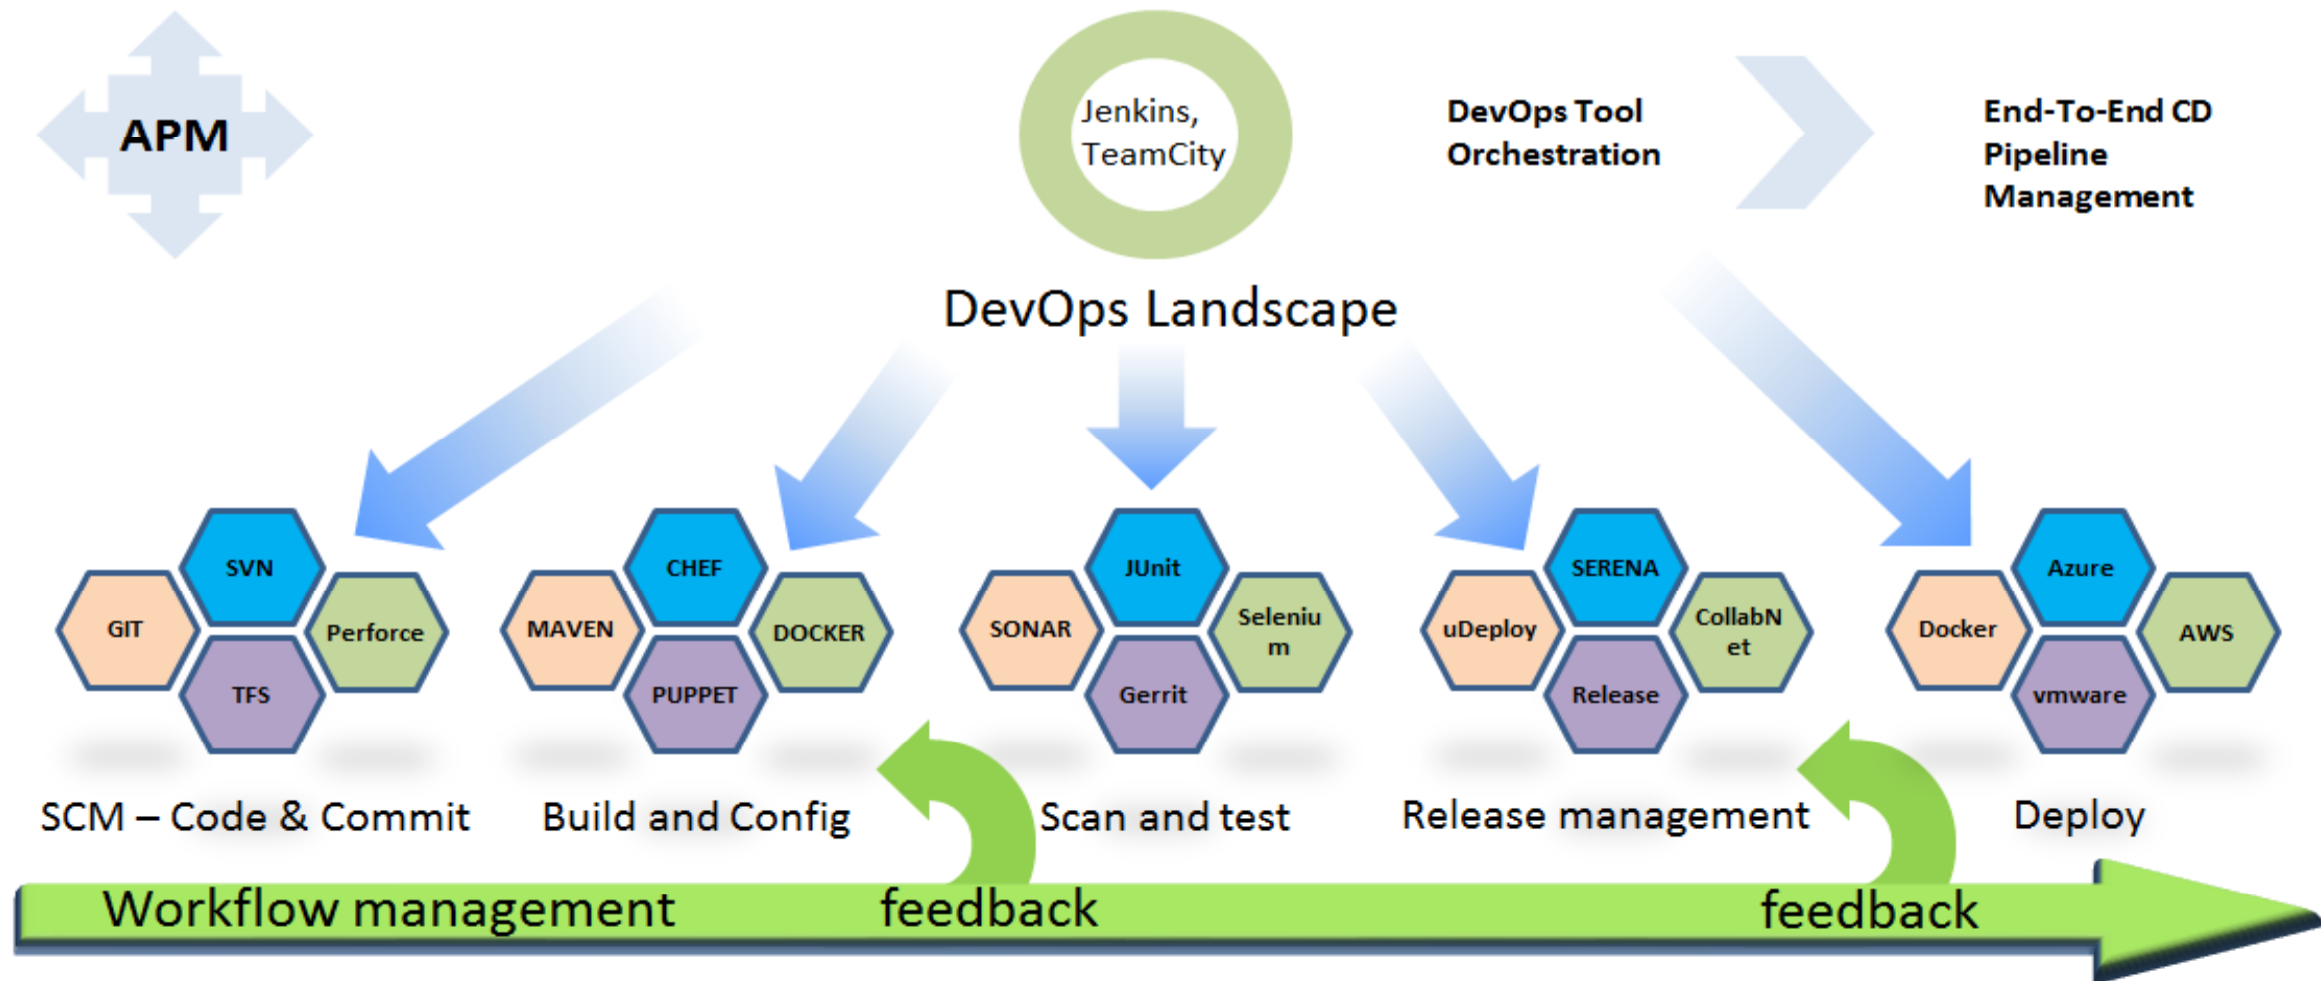 APM
Jenkins,
TeamCity
DevOps Tool
Orchestration
End-To-End CD
Pipeline
Management
DevOps Landscape
SVN
GIT
Perforce
TFS
CHEF
MAVEN
DOCKER
PUPPET
JUnit
SONAR
Seleniu
m
Gerrit
SERENA
uDeploy
CollabN
et
Release
Azure
Docker
AWS
vmware
SCM – Code & Commit
Build and Config
Scan and test
Release management
Deploy
Workflow management
feedback
feedback